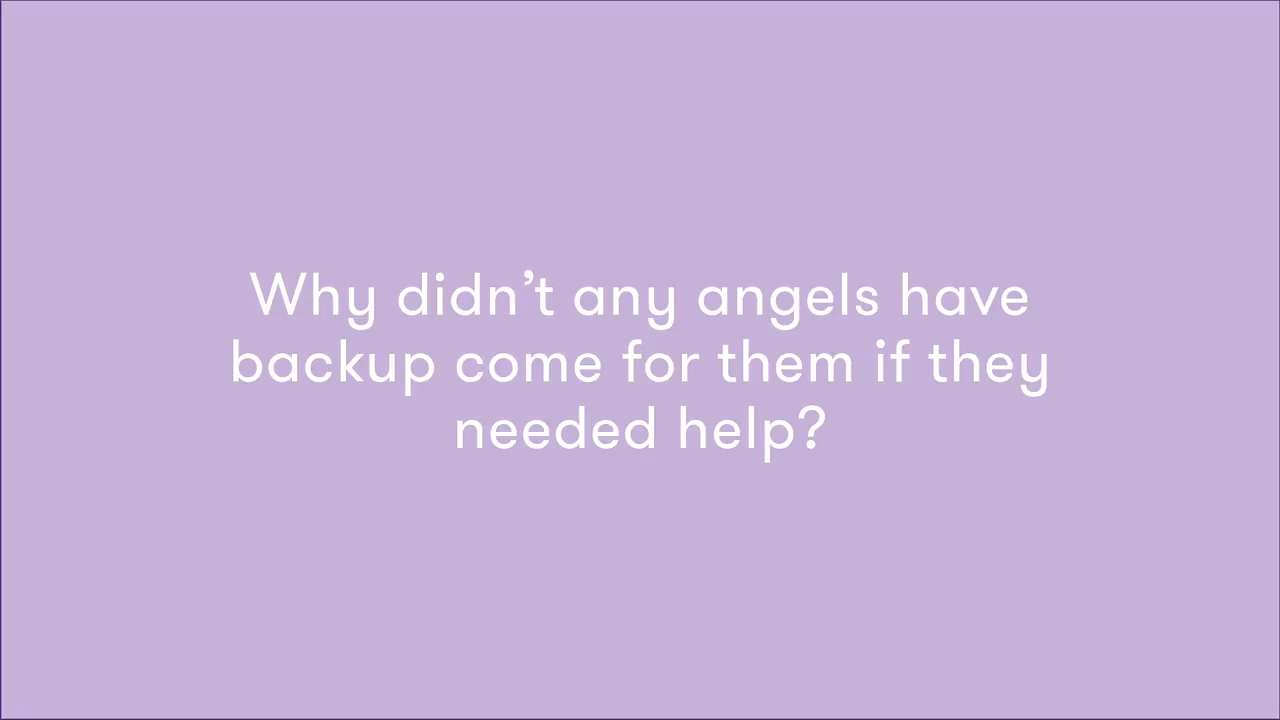 Why didn’t any angels have
backup come for them if they
needed help?